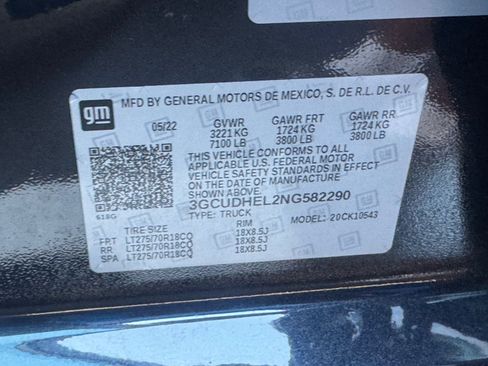 gm
MFD BY GENERAL MOTORS DE MEXICO, S. DE R.L. DE C.V.
05/22 GVWR GAWR FRT GAWR RR
3221 KG 1724 KG 1724 KG
7100 LB 3800 LB 3800 LB
THIS VEHICLE CONFORMS TO ALL
APPLICABLE U.S. FEDERAL MOTOR
VEHICLE SAFETY STANDARDS IN EFFECT
ON THE DATE OF MANUFACTURE SHOWN
ABOVE.
3GCUDHEL2NG582290
518G TYPE: TRUCK MODEL: 20CK10543
TIRE SIZE RIM
FRT LT275/70R18CQ 18X8.5J
RR LT275/70R18CQ 18X8.5J
SPA LT275/70R18CQ 18X8.5J